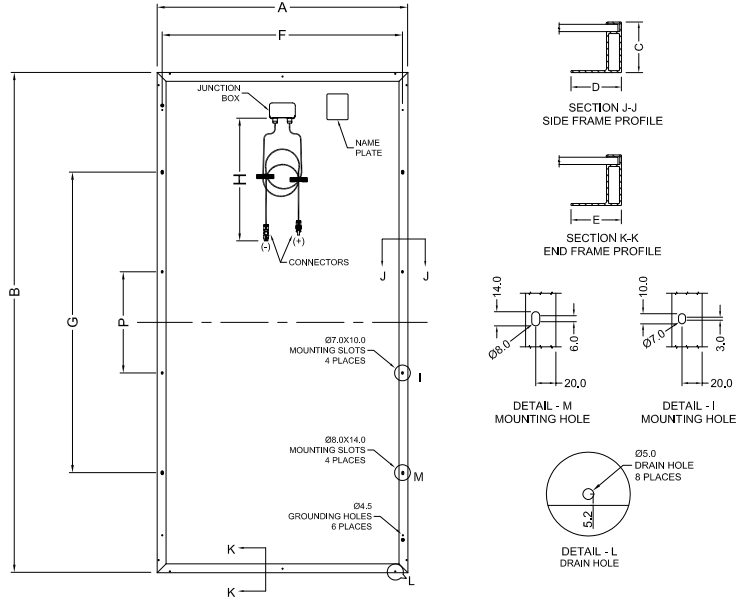 A
F
JUNCTION
BOX
NAME
PLATE
H
(-)
(+)
CONNECTORS
J
J
B
G
P
Ø7.0X10.0
MOUNTING SLOTS
4 PLACES
I
Ø8.0X14.0
MOUNTING SLOTS
4 PLACES
M
Ø4.5
GROUNDING HOLES
6 PLACES
K
K
L
C
D
SECTION J-J
SIDE FRAME PROFILE
E
SECTION K-K
END FRAME PROFILE
14.0
Ø8.0
6.0
20.0
DETAIL - M
MOUNTING HOLE
10.0
Ø7.0
3.0
20.0
DETAIL - I
MOUNTING HOLE
Ø5.0
DRAIN HOLE
8 PLACES
5.2
DETAIL - L
DRAIN HOLE